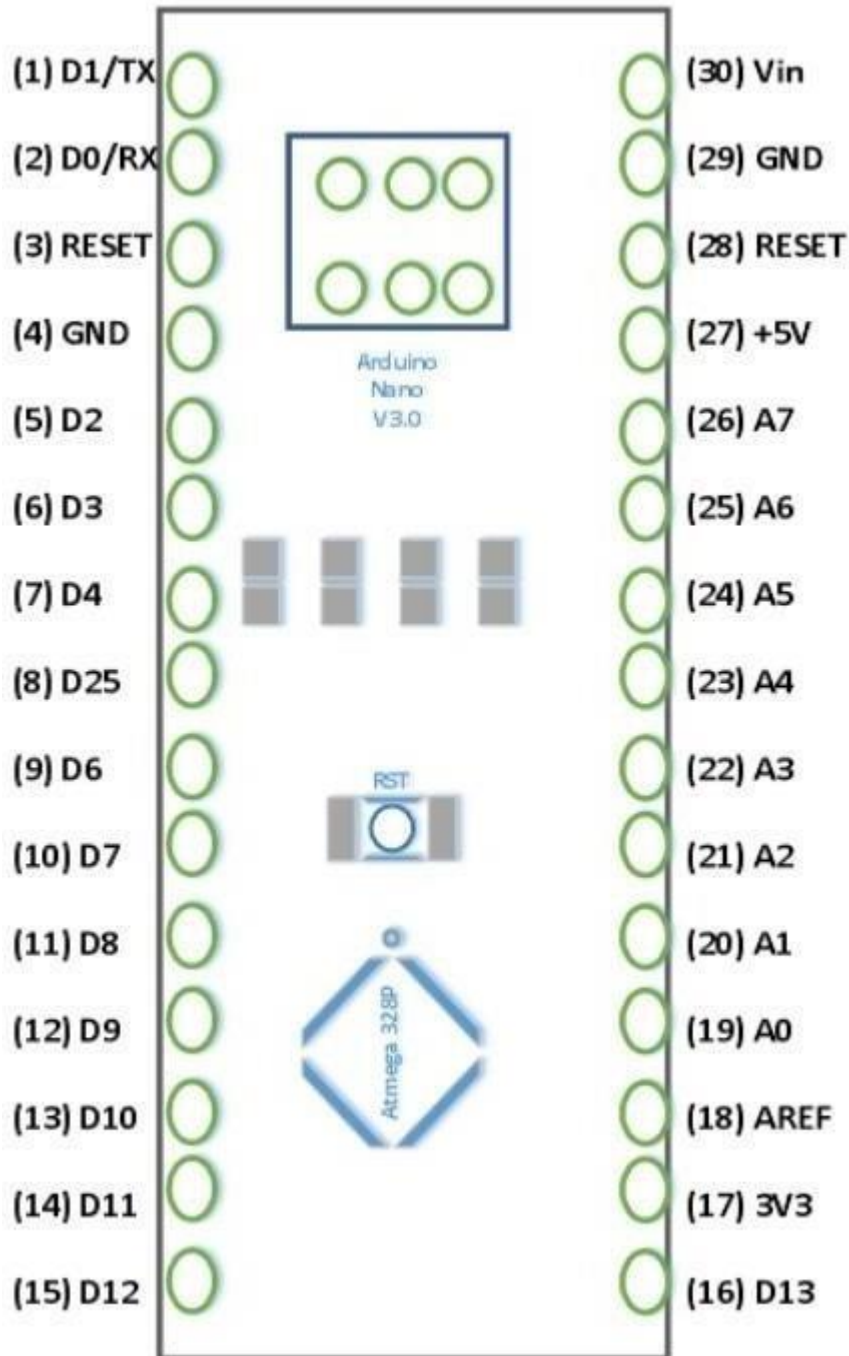 (1) D1/TX
(2) D0/RX
(3) RESET
(4) GND
(5) D2
(6) D3
(7) D4
(8) D25
(9) D6
(10) D7
(11) D8
(12) D9
(13) D10
(14) D11
(15) D12
Arduino
Nano
V3.0
RST
Atmega 328P
(30) Vin
(29) GND
(28) RESET
(27) +5V
(26) A7
(25) A6
(24) A5
(23) A4
(22) A3
(21) A2
(20) A1
(19) A0
(18) AREF
(17) 3V3
(16) D13